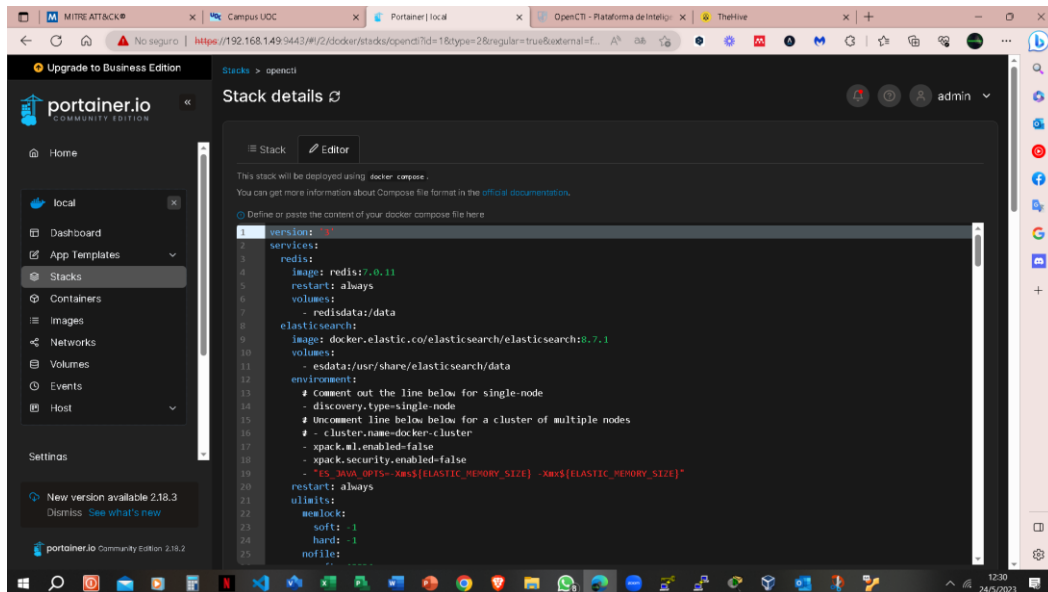 MITRE ATT&CK®
Campus UOC
Portainer | local
OpenCTI - Plataforma de Intelig
TheHive
No seguro
https://192.168.1.49:9443/#!/2/docker/stacks/opencti?id=1&type=2&regular=true&external=f...
Upgrade to Business Edition
Stacks > opencti
portainer.io
COMMUNITY EDITION
Stack details
admin
Home
Stack
Editor
This stack will be deployed using docker compose.
You can get more information about Compose file format in the official documentation.
local
Define or paste the content of your docker compose file here
Dashboard
App Templates
Stacks
Containers
Images
Networks
Volumes
Events
Host
Settings
1 version: '3'
2 services:
3 redis:
4 image: redis:7.0.11
5 restart: always
6 volumes:
7 - redisdata:/data
8 elasticsearch:
9 image: docker.elastic.co/elasticsearch/elasticsearch:8.7.1
10 volumes:
11 - esdata:/usr/share/elasticsearch/data
12 environment:
13 # Comment out the line below for single-node
14 - discovery.type=single-node
15 # Uncomment line below below for a cluster of multiple nodes
16 # - cluster.name=docker-cluster
17 - xpack.ml.enabled=false
18 - xpack.security.enabled=false
19 - "ES_JAVA_OPTS=-Xms${ELASTIC_MEMORY_SIZE} -Xmx${ELASTIC_MEMORY_SIZE}"
20 restart: always
21 ulimits:
22 memlock:
23 soft: -1
24 hard: -1
25 nofile:
New version available 2.18.3
Dismiss See what's new
portainer.io Community Edition 2.18.2
12:30
24/5/2023